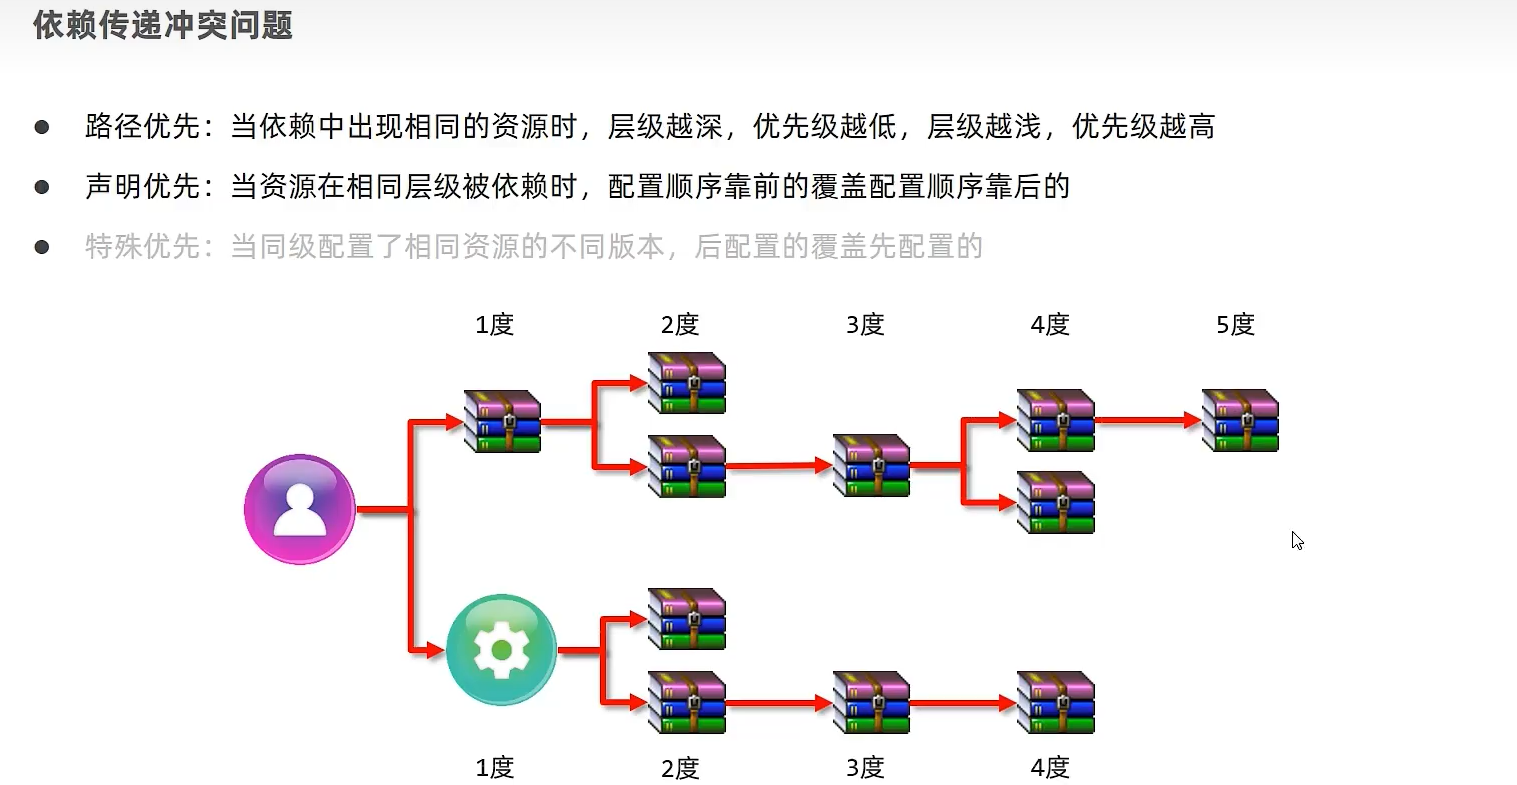 依赖传递冲突问题
● 路径优先：当依赖中出现相同的资源时，层级越深，优先级越低，层级越浅，优先级越高
● 声明优先：当资源在相同层级被依赖时，配置顺序靠前的覆盖配置顺序靠后的
● 特殊优先：当同级配置了相同资源的不同版本，后配置的覆盖先配置的
1度 2度 3度 4度 5度
1度 2度 3度 4度